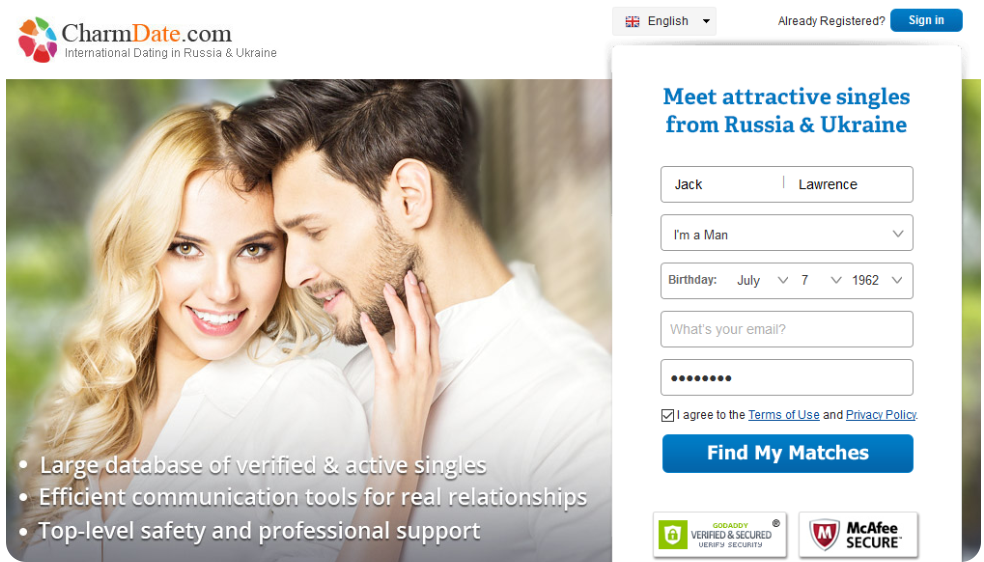 CharmDate.com
International Dating in Russia & Ukraine
English
Already Registered?
Sign in
Meet attractive singles
from Russia & Ukraine
Jack
Lawrence
I'm a Man
Birthday: July 7 1962
What's your email?
I agree to the Terms of Use and Privacy Policy.
Find My Matches
Large database of verified & active singles
Efficient communication tools for real relationships
Top-level safety and professional support
GODADDY
VERIFIED & SECURED
VERIFY SECURITY
®
McAfee
SECURE™